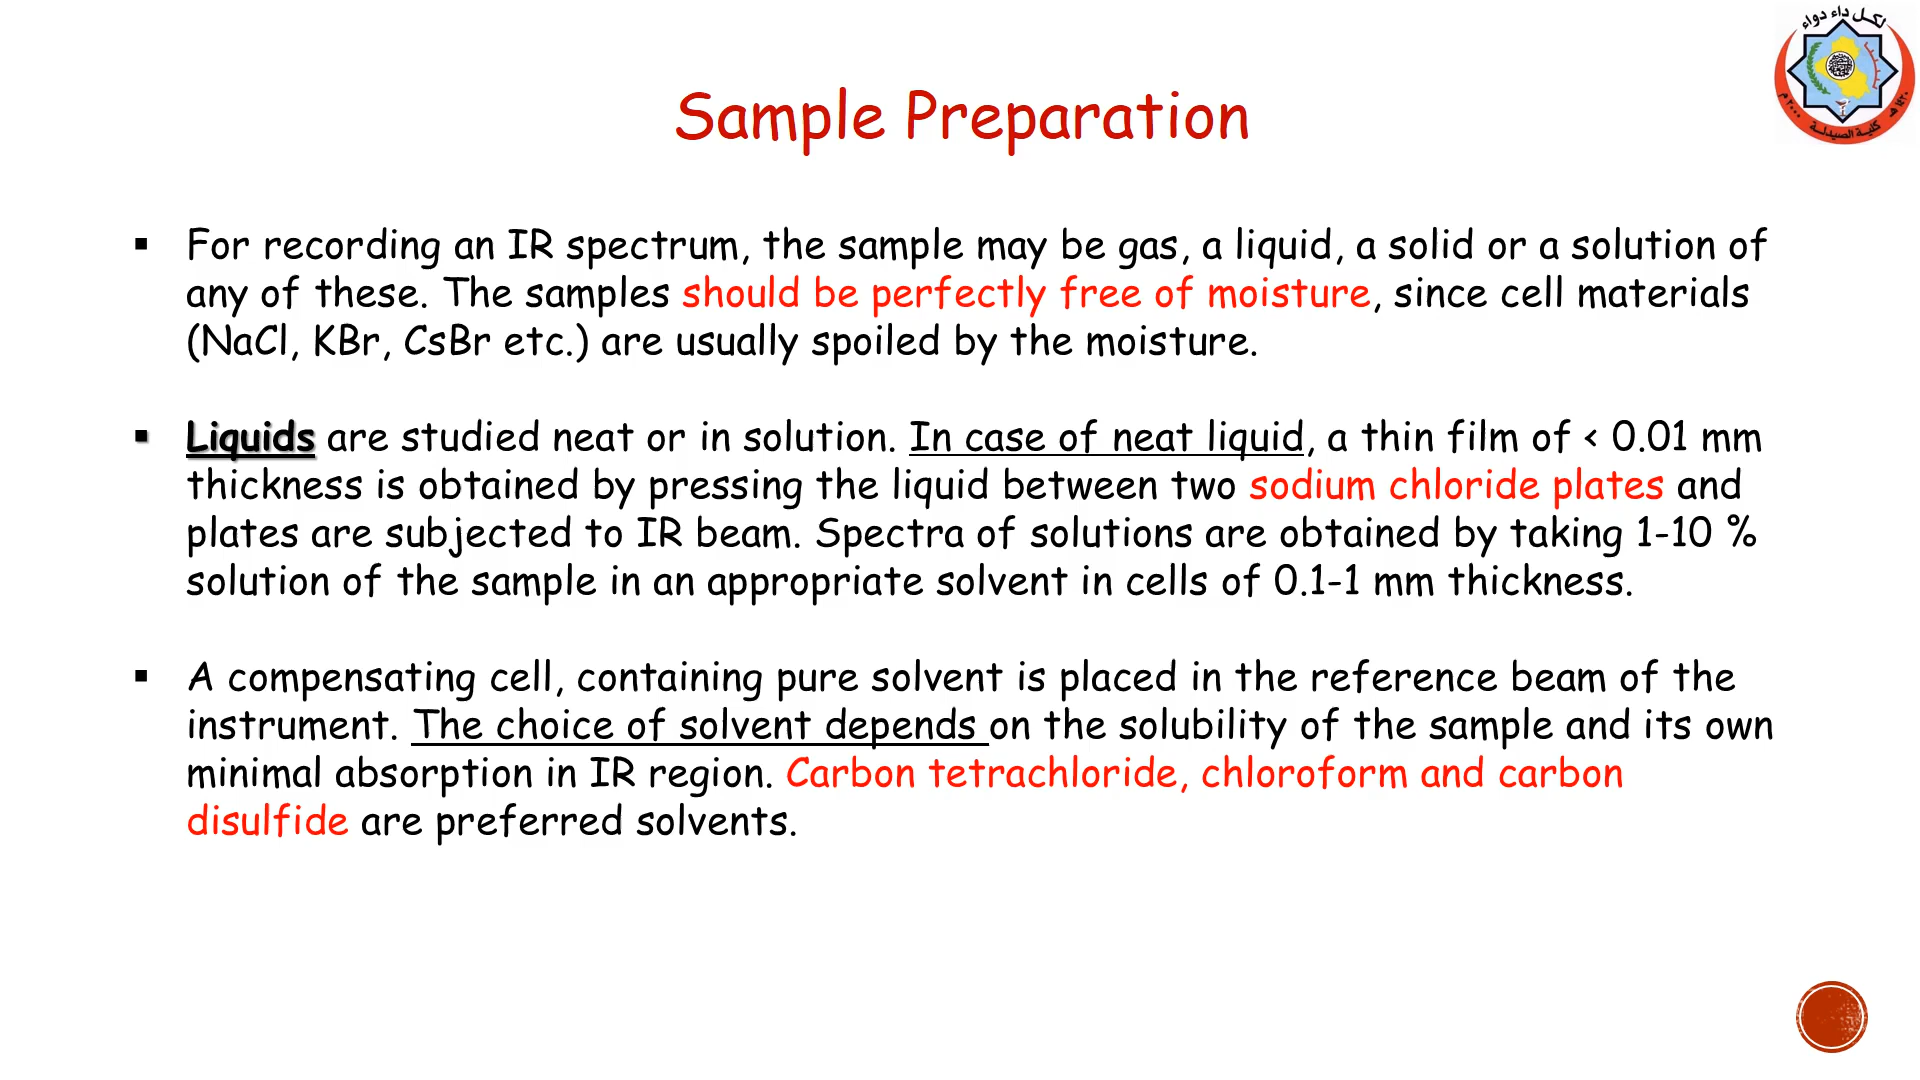 لكل داء دواء
كلية الصيدلة
Sample Preparation
▪ For recording an IR spectrum, the sample may be gas, a liquid, a solid or a solution of
any of these. The samples should be perfectly free of moisture, since cell materials
(NaCl, KBr, CsBr etc.) are usually spoiled by the moisture.
▪ Liquids are studied neat or in solution. In case of neat liquid, a thin film of < 0.01 mm
thickness is obtained by pressing the liquid between two sodium chloride plates and
plates are subjected to IR beam. Spectra of solutions are obtained by taking 1-10 %
solution of the sample in an appropriate solvent in cells of 0.1-1 mm thickness.
▪ A compensating cell, containing pure solvent is placed in the reference beam of the
instrument. The choice of solvent depends on the solubility of the sample and its own
minimal absorption in IR region. Carbon tetrachloride, chloroform and carbon
disulfide are preferred solvents.